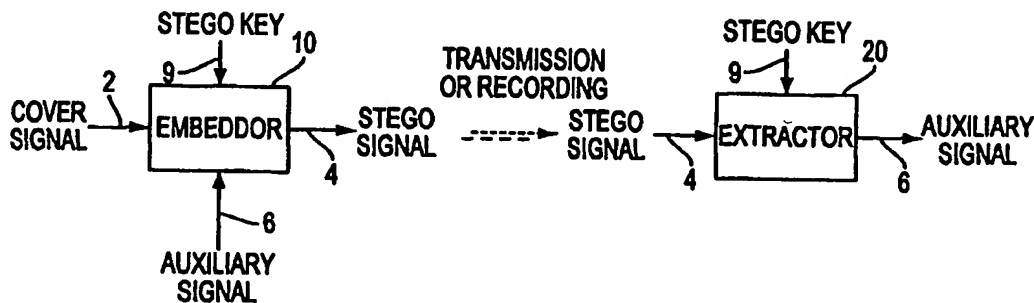 STEGO KEY
9
10
COVER
SIGNAL
2
EMBEDDOR
4
STEGO
SIGNAL
6
AUXILIARY
SIGNAL
TRANSMISSION
OR RECORDING
STEGO
SIGNAL
4
STEGO KEY
9
20
EXTRACTOR
6
AUXILIARY
SIGNAL